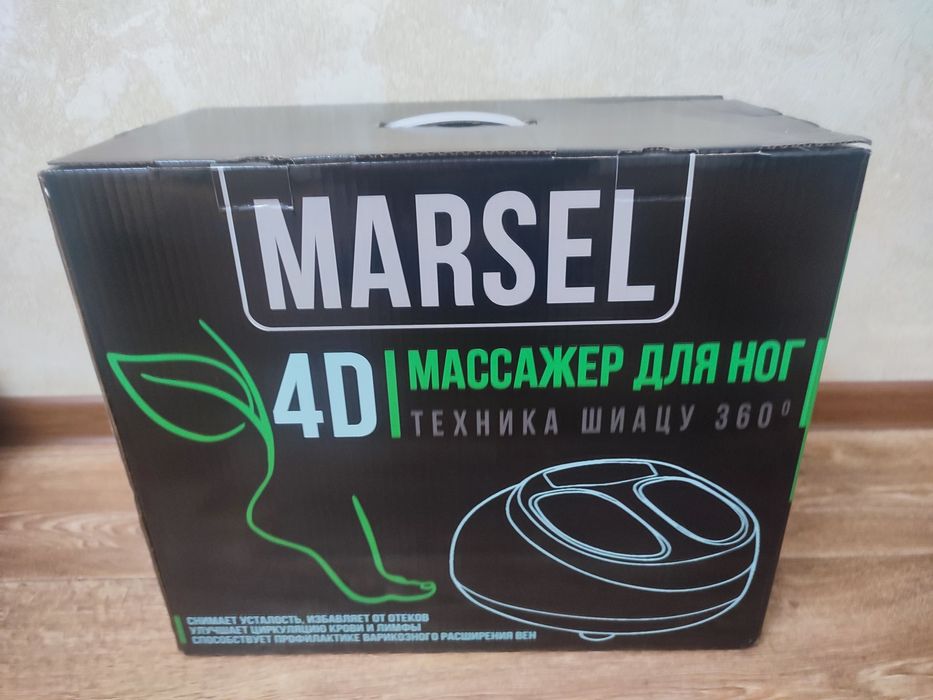 MARSEL
4D
МАССАЖЕР ДЛЯ НОГ
ТЕХНИКА ШИАЦУ 360⁰
СНИМАЕТ УСТАЛОСТЬ, ИЗБАВЛЯЕТ ОТ ОТЕКОВ
УЛУЧШАЕТ ЦИРКУЛЯЦИЮ КРОВИ И ЛИМФЫ
СПОСОБСТВУЕТ ПРОФИЛАКТИКЕ ВАРИКОЗНОГО РАСШИРЕНИЯ ВЕН